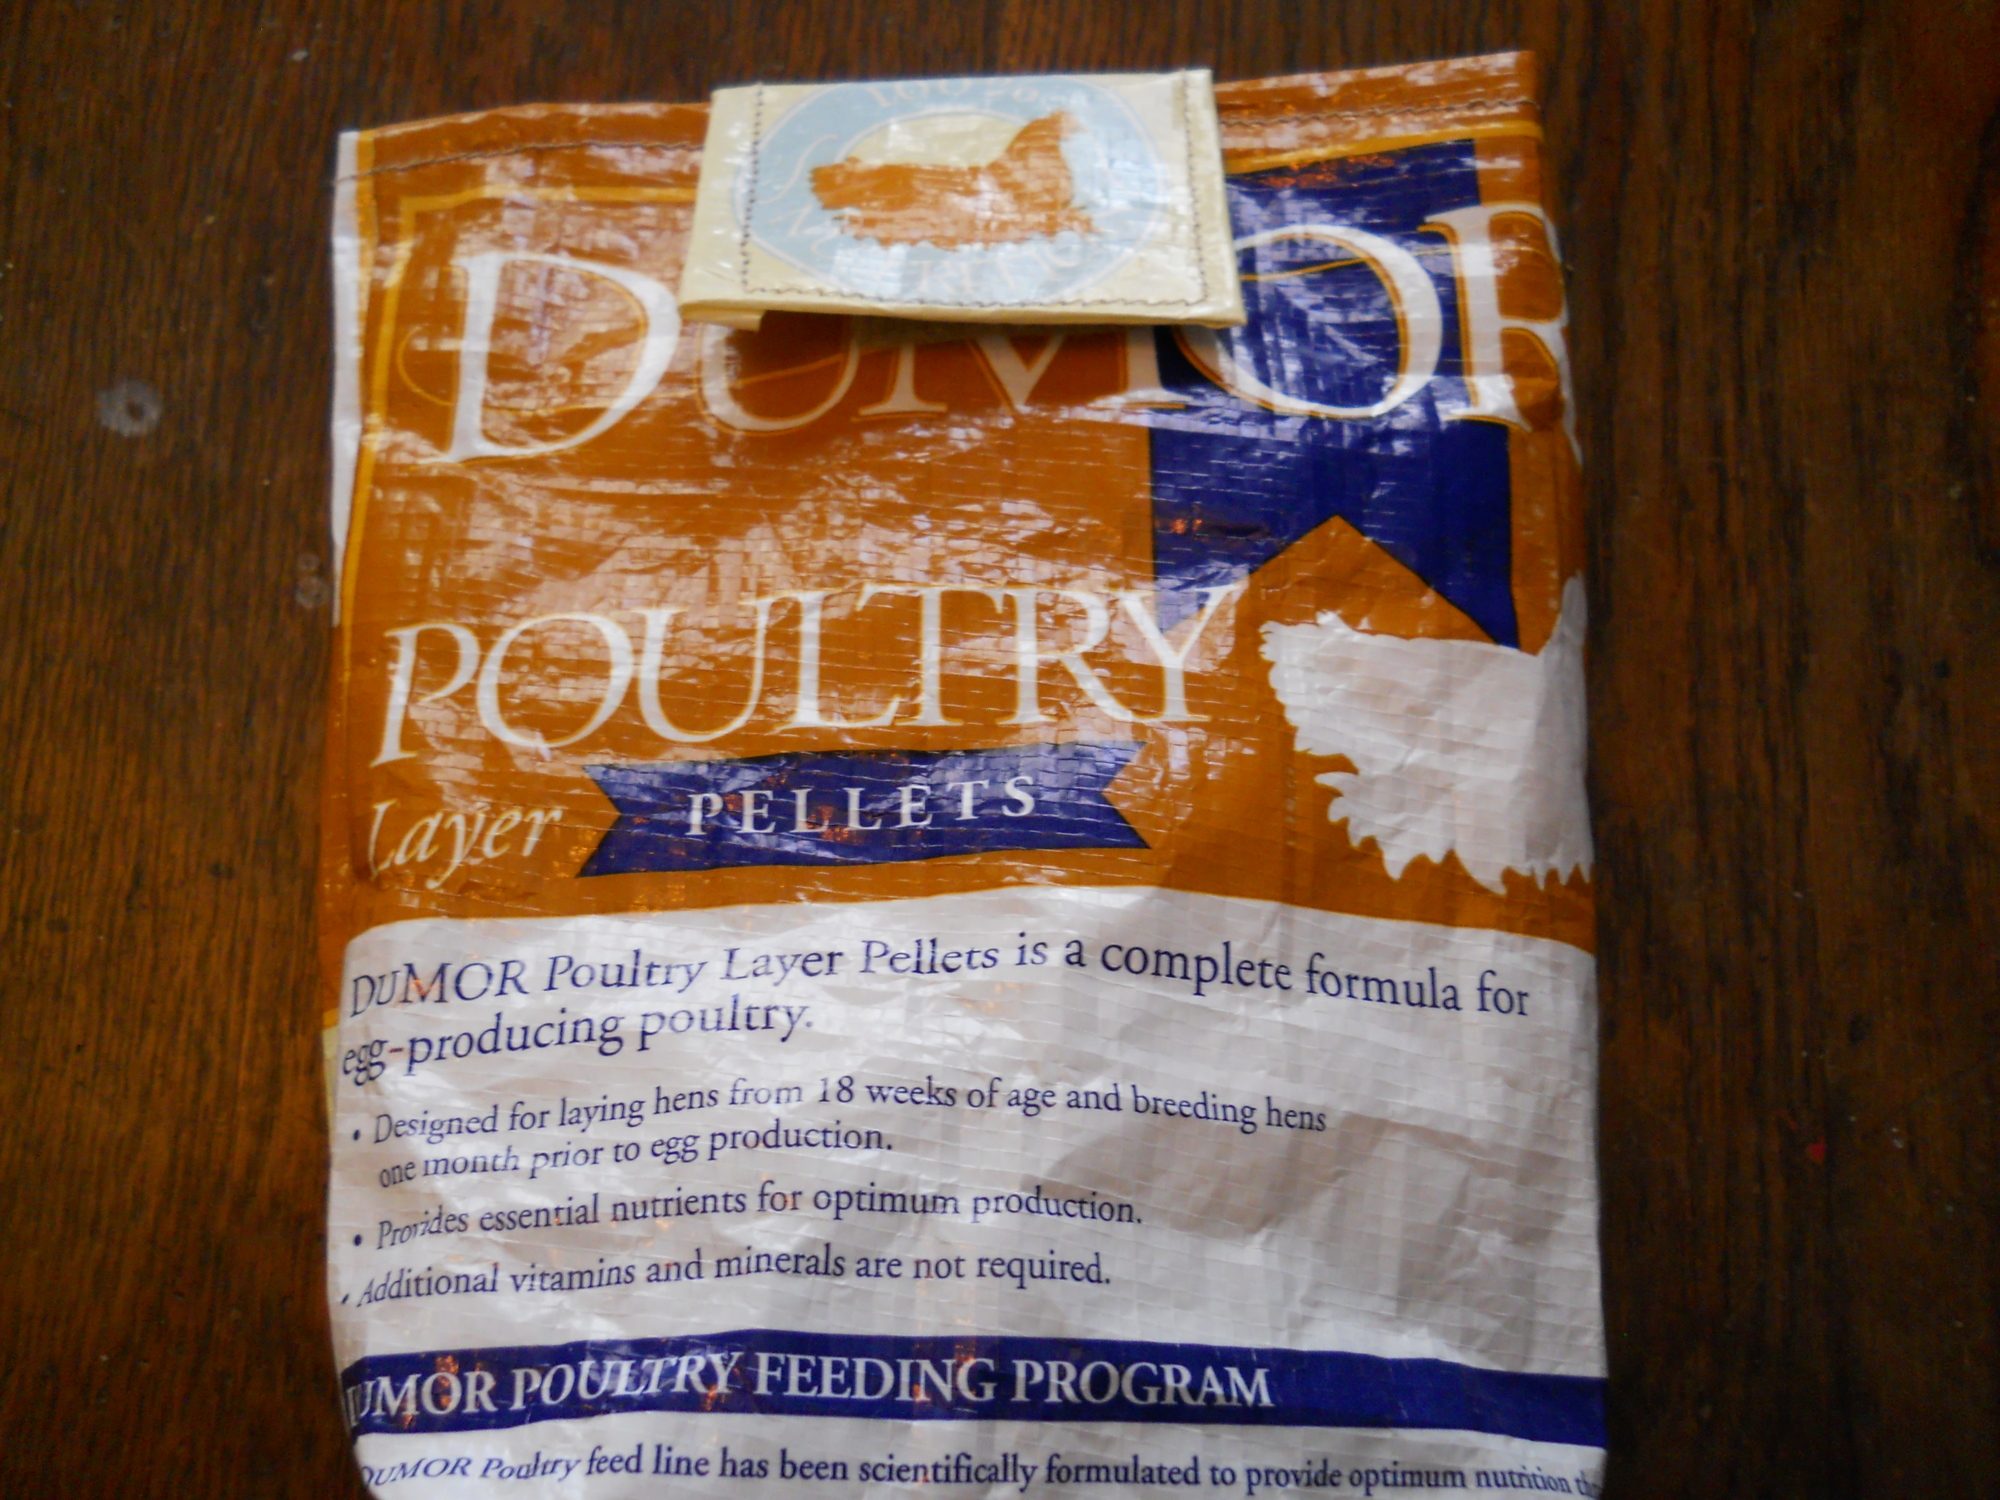 100%
DUMOR
POULTRY
Layer PELLETS
DUMOR Poultry Layer Pellets is a complete formula for
egg-producing poultry.
• Designed for laying hens from 18 weeks of age and breeding hens
one month prior to egg production.
• Provides essential nutrients for optimum production.
• Additional vitamins and minerals are not required.
DUMOR POULTRY FEEDING PROGRAM
DUMOR Poultry feed line has been scientifically formulated to provide optimum nutrition